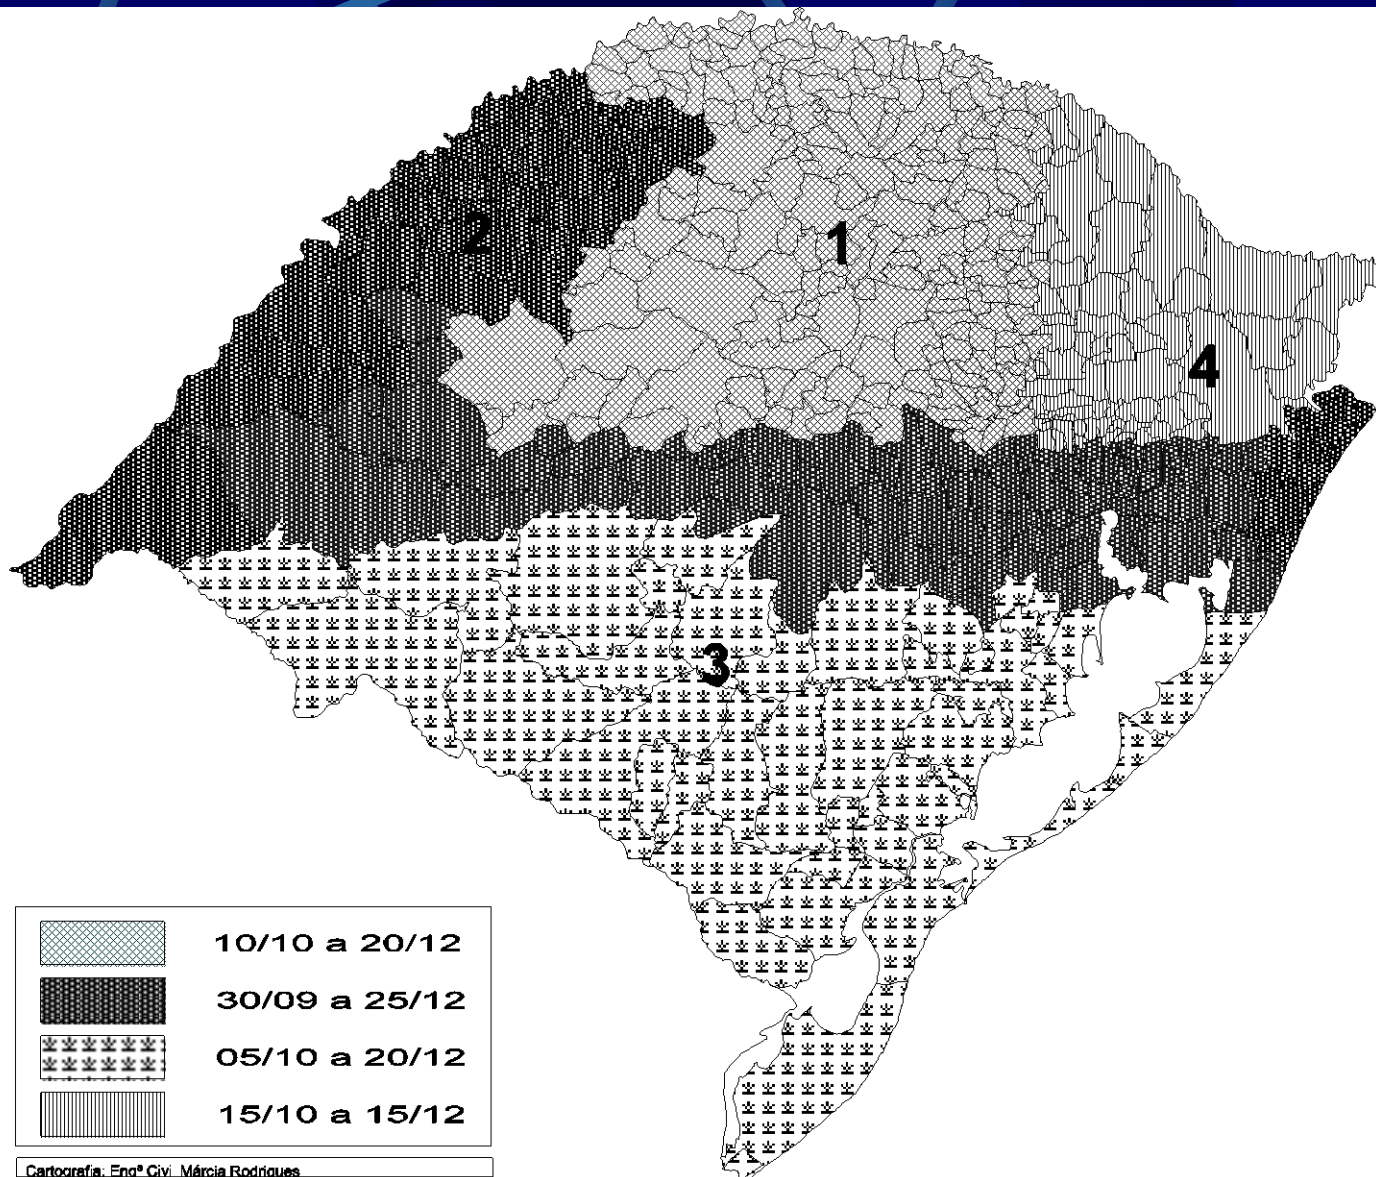 2
1
4
3
10/10 a 20/12
30/09 a 25/12
05/10 a 20/12
15/10 a 15/12
Cartografia: Engª Civi Márcia Rodrigues